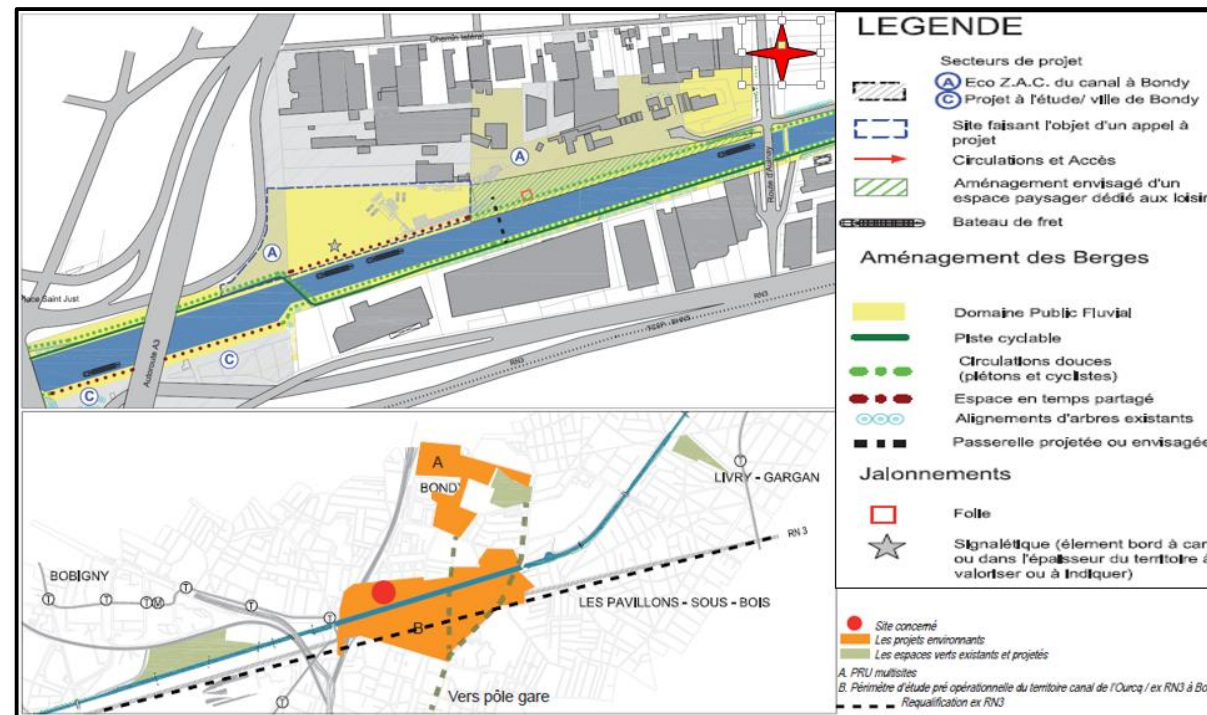 Chemin latéral
A
Route d'Aulnay
A
Place Saint Just
Autoroute A3
C
C
RN3
TCSP - BHNS
RN3
A
BONDY
LIVRY - GARGAN
T
RN 3
BOBIGNY
T
T
T M
T
T
T
T
LES PAVILLONS - SOUS - BOIS
B
Vers pôle gare
LEGENDE
Secteurs de projet
A Eco Z.A.C. du canal à Bondy
C Projet à l'étude/ ville de Bondy
Site faisant l'objet d'un appel à
projet
Circulations et Accès
Aménagement envisagé d'un
espace paysager dédié aux loisir
Bateau de fret
Aménagement des Berges
Domaine Public Fluvial
Piste cyclable
Circulations douces
(piétons et cyclistes)
Espace en temps partagé
Alignements d'arbres existants
Passerelle projetée ou envisagée
Jalonnements
Folie
Signalétique (élement bord à can
ou dans l'épaisseur du territoire à
valoriser ou à indiquer)
Site concerné
Les projets environnants
Les espaces verts existants et projetés
A. PRU multisites
B. Périmètre d'étude pré opérationnelle du territoire canal de l'Ourcq / ex RN3 à Bo
Requalification ex RN3